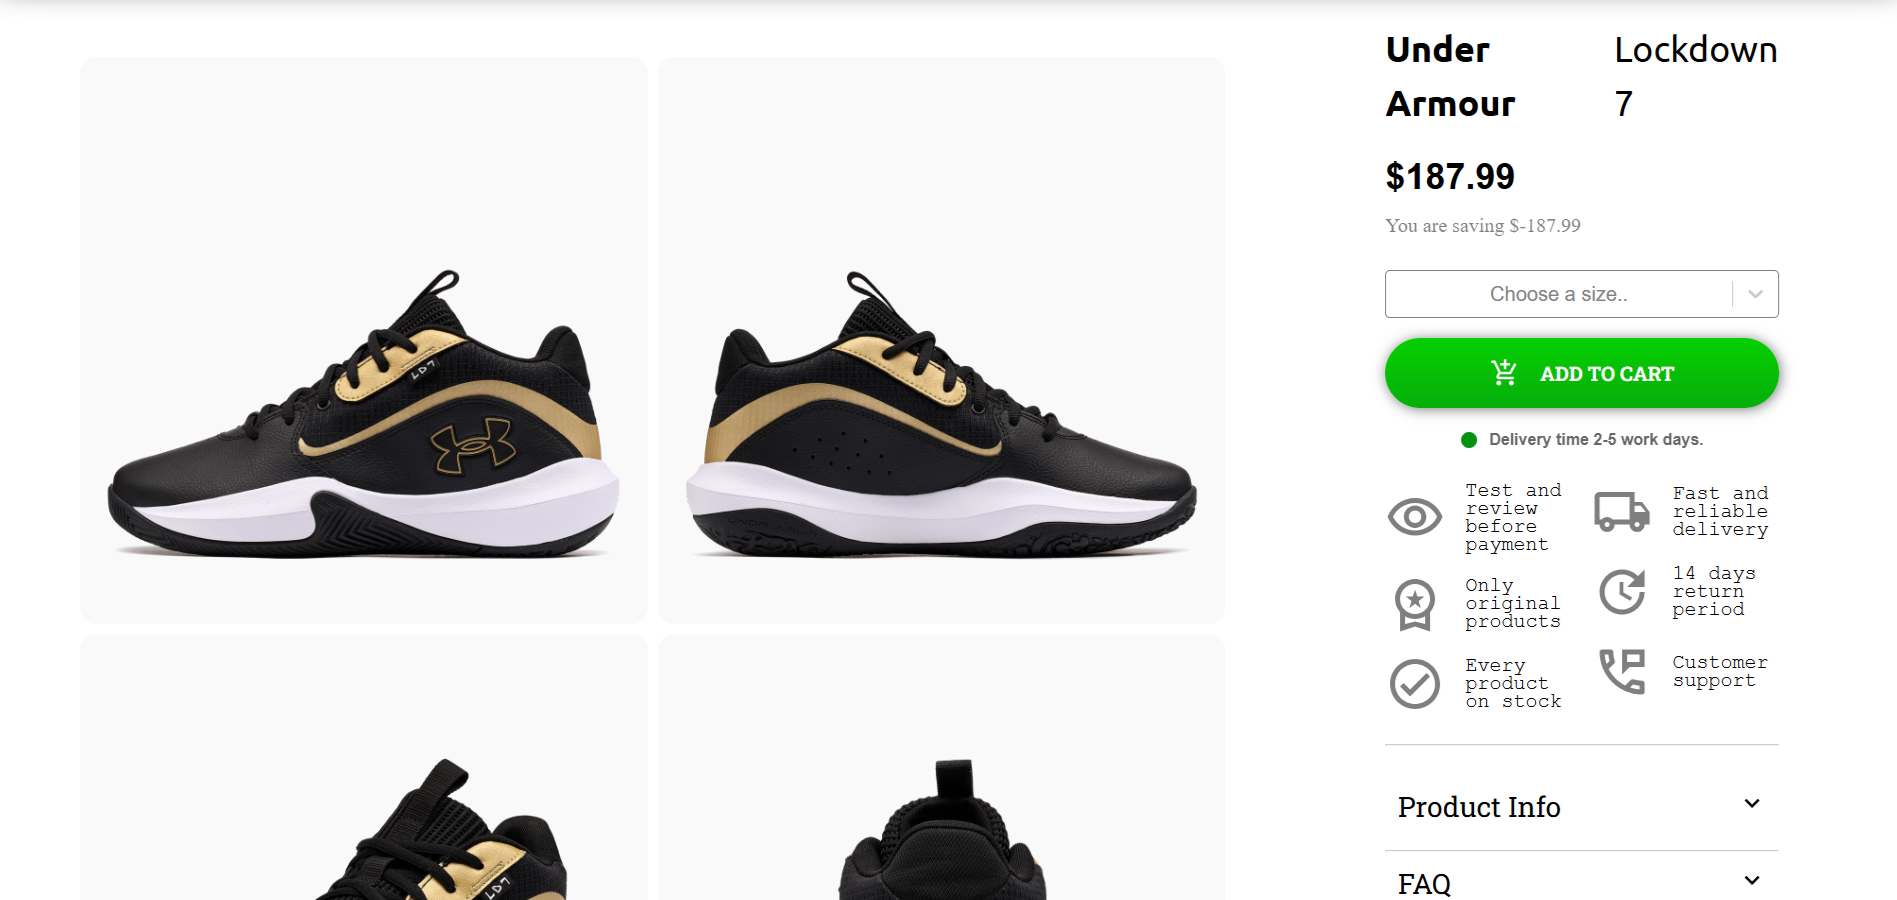 Under Armour
Lockdown 7
$187.99
You are saving $-187.99
Choose a size..
ADD TO CART
Delivery time 2-5 work days.
Test and
review
before
payment
Fast and
reliable
delivery
Only
original
products
14 days
return
period
Every
product
on stock
Customer
support
Product Info
FAQ
LD7
LD7